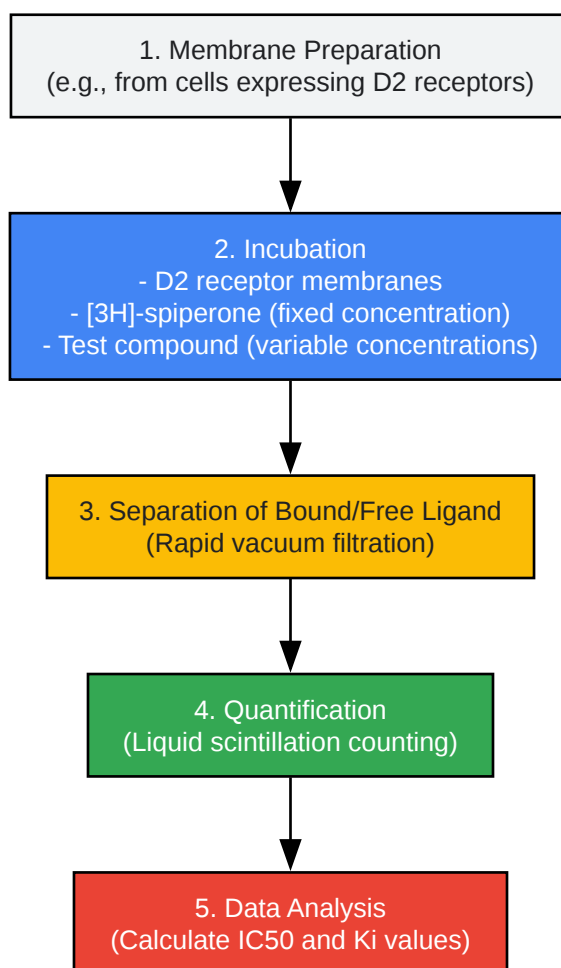 1. Membrane Preparation
(e.g., from cells expressing D2 receptors)
2. Incubation
- D2 receptor membranes
- [3H]-spiperone (fixed concentration)
- Test compound (variable concentrations)
3. Separation of Bound/Free Ligand
(Rapid vacuum filtration)
4. Quantification
(Liquid scintillation counting)
5. Data Analysis
(Calculate IC50 and Ki values)